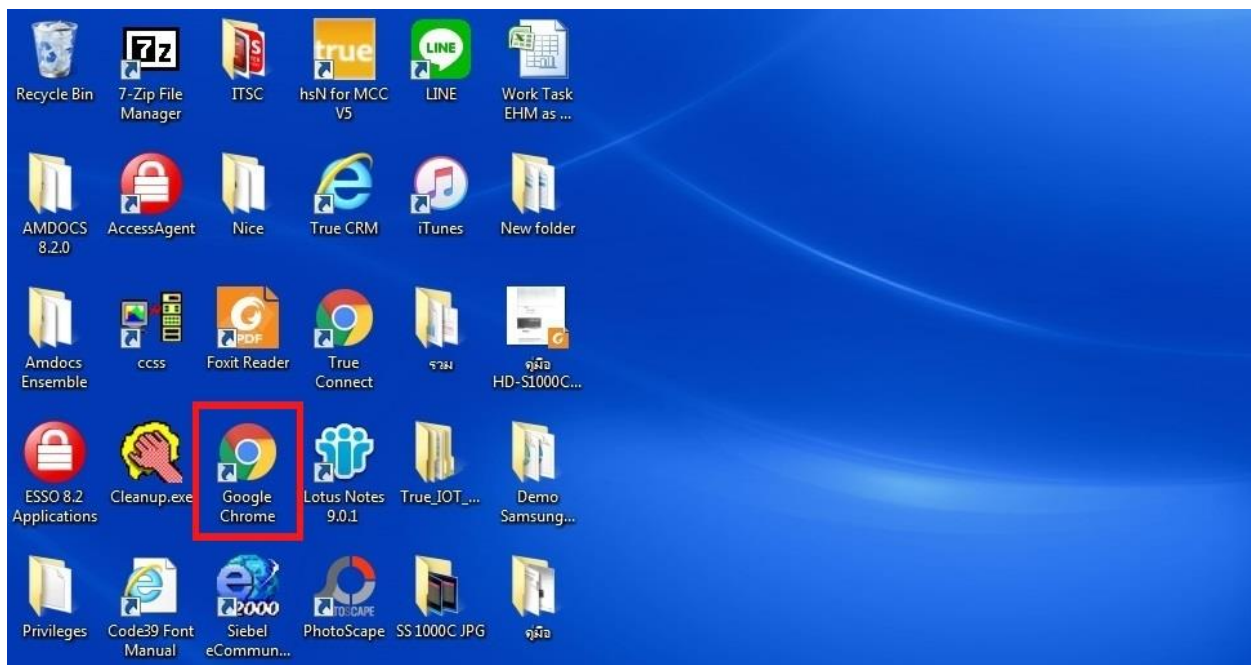 7z
S
true
LINE
Recycle Bin
7-Zip File
Manager
ITSC
hsN for MCC
V5
LINE
Work Task
EHM as ...
AMDOCS
8.2.0
AccessAgent
Nice
True CRM
iTunes
New folder
PDF
Amdocs
Ensemble
ccss
Foxit Reader
True
Connect
รวม
คู่มือ
HD-S1000C...
ESSO 8.2
Applications
Cleanup.exe
Google
Chrome
Lotus Notes
9.0.1
True_IOT_...
Demo
Samsung...
2000
TOSCAPE
Privileges
Code39 Font
Manual
Siebel
eCommun...
PhotoScape
SS 1000C JPG
คู่มือ